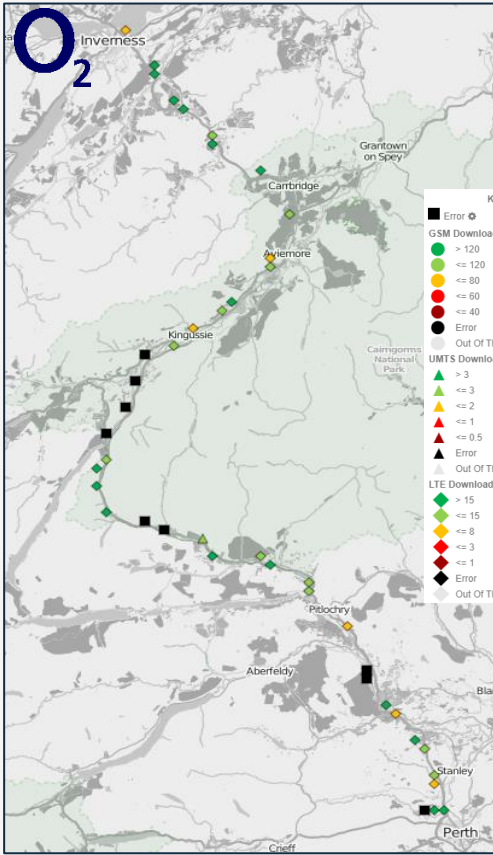 O2
Inverness
Grantown
on Spey
Carrbridge
Aviemore
Kingussie
Cairngorms
National
Park
Pitlochry
Aberfeldy
Bla
Stanley
Perth
Crieff
K
Error
GSM Downloa
> 120
<= 120
<= 80
<= 60
<= 40
Error
Out Of Th
UMTS Downlo
> 3
<= 3
<= 2
<= 1
<= 0.5
Error
Out Of Th
LTE Download
> 15
<= 15
<= 8
<= 3
<= 1
Error
Out Of Th